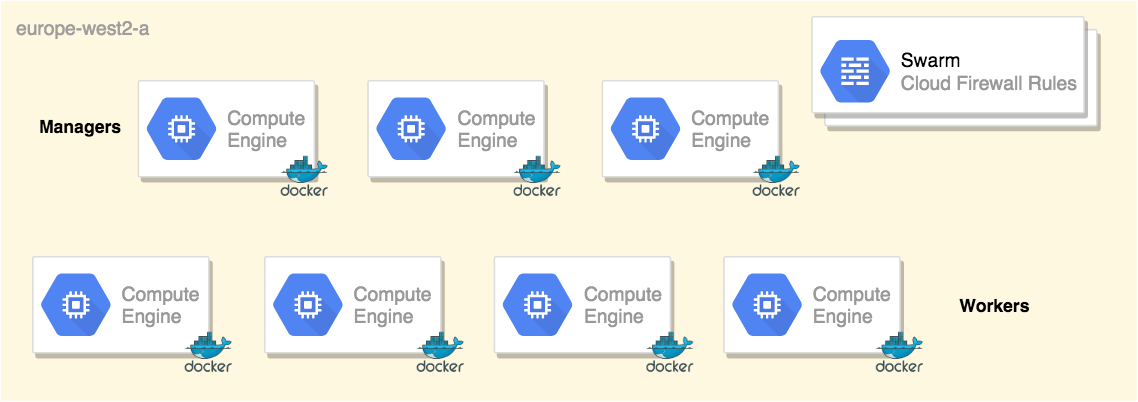 europe-west2-a
Swarm
Cloud Firewall Rules
Managers
Compute
Engine
docker
Compute
Engine
docker
Compute
Engine
docker
Compute
Engine
docker
Compute
Engine
docker
Compute
Engine
docker
Compute
Engine
docker
Workers